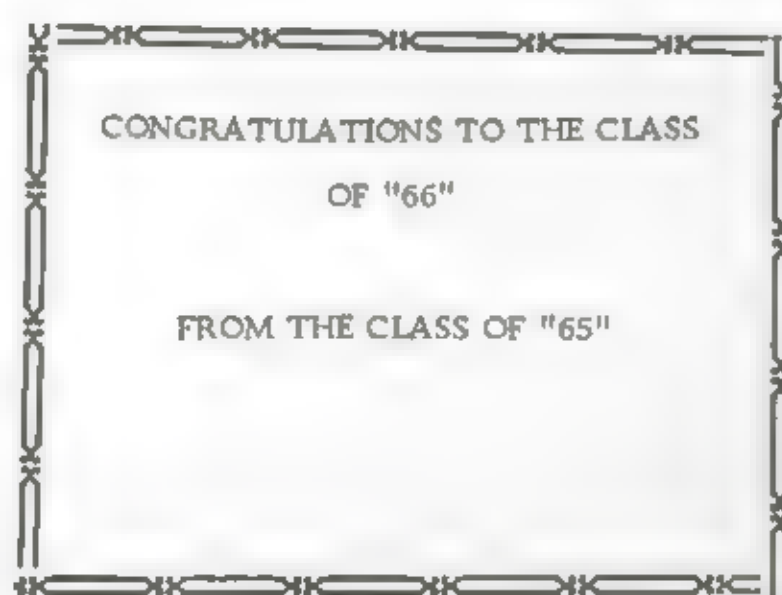 CONGRATULATIONS TO THE CLASS
OF "66"
FROM THE CLASS OF "65"